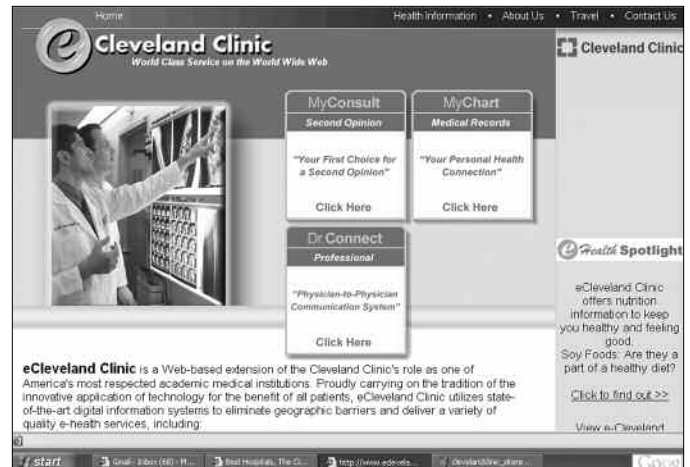 Home
Health Information • About Us • Travel • Contact Us
e Cleveland Clinic
World Class Service on the World Wide Web
Cleveland Clinic
MyConsult
Second Opinion
"Your First Choice for
a Second Opinion"
Click Here
MyChart
Medical Records
"Your Personal Health
Connection"
Click Here
Dr.Connect
Professional
"Physician-to-Physician
Communication System"
Click Here
e Health Spotlight
eCleveland Clinic
offers nutrition
information to keep
you healthy and feeling
good.
Soy Foods: Are they a
part of a healthy diet?
Click to find out >>
View e-Cleveland
eCleveland Clinic is a Web-based extension of the Cleveland Clinic's role as one of
America's most respected academic medical institutions. Proudly carrying on the tradition of the
innovative application of technology for the benefit of all patients, eCleveland Clinic utilizes state-
of-the-art digital information systems to eliminate geographic barriers and deliver a variety of
quality e-heath services, including:
start
Gmail - Inbox (68) - M...
Best Hospitals, The Cl...